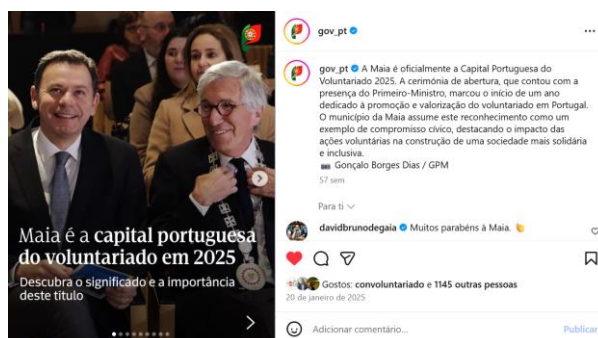 Maia é a capital portuguesa
do voluntariado em 2025
Descubra o significado e a importância
deste título
gov_pt
gov_pt A Maia é oficialmente a Capital Portuguesa do
Voluntariado 2025. A cerimónia de abertura, que contou com a
presença do Primeiro-Ministro, marcou o início de um ano
dedicado à promoção e valorização do voluntariado em Portugal.
O município da Maia assume este reconhecimento como um
exemplo de compromisso cívico, destacando o impacto das
ações voluntárias na construção de uma sociedade mais solidária
e inclusiva.
📷 Gonçalo Borges Dias / GPM
57 sem
Para ti
davidbrunodegaia Muitos parabéns à Maia. 👏
Gostos: convoluntariado e 1145 outras pessoas
20 de janeiro de 2025
Adicionar comentário... Publicar